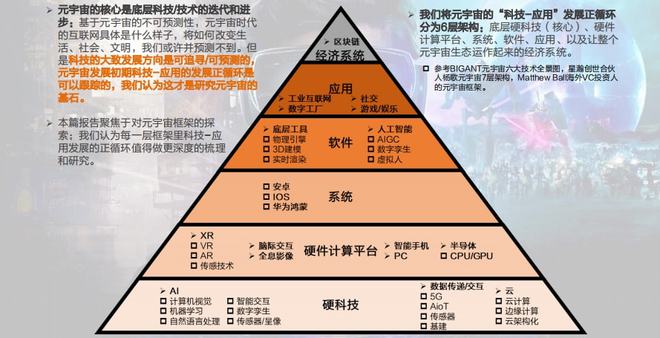 元宇宙的核心是底层科技/技术的迭代和进
步;基于元宇宙的不可预测性,元宇宙时代
的互联网具体是什么样子,将如何改变生
活、社会、文明,我们或许并预测不到。但
是科技的大致发展方向是可追寻/可预测的,
元宇宙发展初期科技-应用的发展正循环是
可以跟踪的,我们认为这才是研究元宇宙的
基石。
本篇报告聚焦于对元宇宙框架的探
索;我们认为每一层框架里科技-应
用发展的正循环值得做更深度的梳理
和研究。
我们将元宇宙的“科技-应用”发展正循环
分为6层架构;底层硬科技(核心)、硬件
计算平台、系统、软件、应用、以及让整个
元宇宙生态运作起来的经济系统。
参考BIGANT元宇宙六大技术全景图,星瀚创世合伙
人杨歌元宇宙7层架构,Matthew Ball海外VC投资人
的元宇宙框架。
区块链
经济系统
应用
工业互联网
数字工厂
社交
游戏/娱乐
软件
底层工具
物理引擎
3D建模
实时渲染
人工智能
AIGC
数字孪生
虚拟人
系统
安卓
IOS
华为鸿蒙
硬件计算平台
XR
VR
AR
传感技术
脑际交互
全息影像
智能手机
PC
半导体
CPU/GPU
硬科技
AI
计算机视觉
机器学习
自然语言处理
智能交互
数字孪生
传感器/呈像
数据传递/交互
5G
AioT
传感器
基建
云
云计算
边缘计算
云架构化